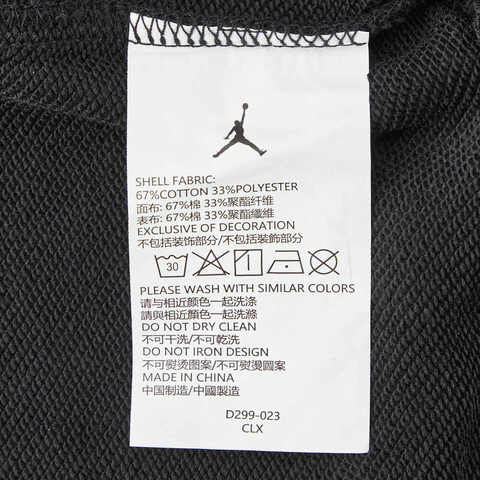 SHELL FABRIC:
67%COTTON 33%POLYESTER
面布: 67%棉 33%聚酯纤维
表布: 67%棉 33%聚酯纖維
EXCLUSIVE OF DECORATION
不包括装饰部分/不包括裝飾部分
30
PLEASE WASH WITH SIMILAR COLORS
请与相近颜色一起洗涤
請與相近顏色一起洗滌
DO NOT DRY CLEAN
不可干洗/不可乾洗
DO NOT IRON DESIGN
不可熨烫图案/不可熨燙圖案
MADE IN CHINA
中国制造/中國製造
D299-023
CLX